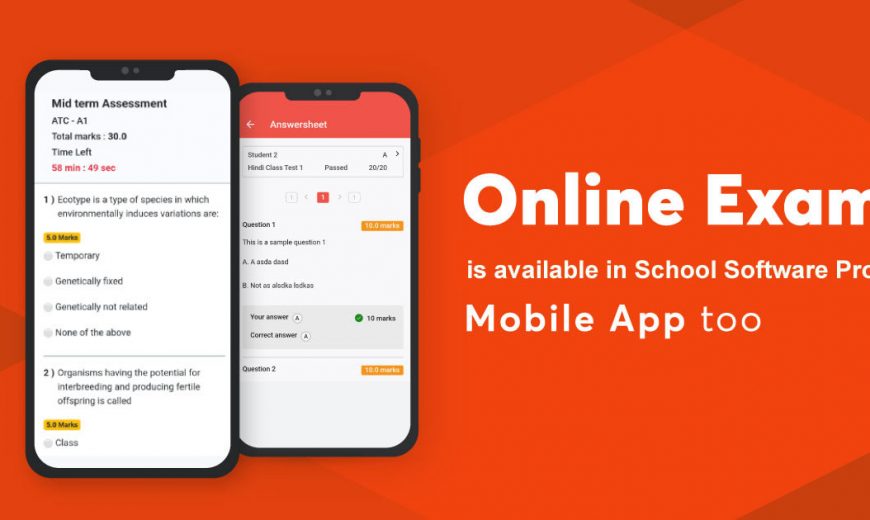 Mid term Assessment
ATC - A1
Total marks : 30.0
Time Left
58 min : 49 sec
1 ) Ecotype is a type of species in which
environmentally induces variations are:
5.0 Marks
Temporary
Genetically fixed
Genetically not related
None of the above
2 ) Organisms having the potential for
interbreeding and producing fertile
offspring is called
5.0 Marks
Class
← Answersheet
Student 2 A >
Hindi Class Test 1 Passed 20/20
1 < 1 > 1
Question 1 10.0 marks
This is a sample question 1
A. A asda dasd
B. Not as alsdka lsdkas
Your answer A 10 marks
Correct answer A
Question 2 10.0 marks
Online Exam
is available in School Software Pro
Mobile App too